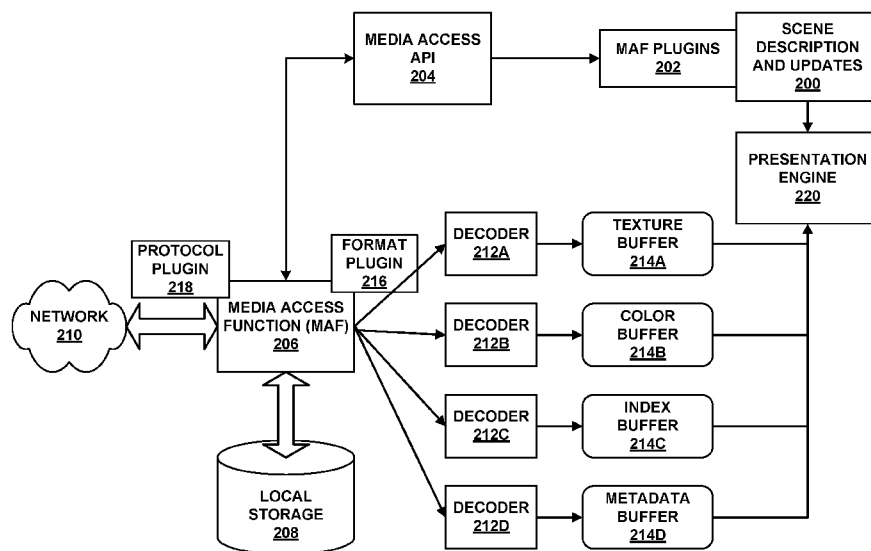 MEDIA ACCESS
API
204
MAF PLUGINS
202
SCENE
DESCRIPTION
AND UPDATES
200
PRESENTATION
ENGINE
220
PROTOCOL
PLUGIN
218
FORMAT
PLUGIN
216
NETWORK
210
MEDIA ACCESS
FUNCTION (MAF)
206
LOCAL
STORAGE
208
DECODER
212A
TEXTURE
BUFFER
214A
DECODER
212B
COLOR
BUFFER
214B
DECODER
212C
INDEX
BUFFER
214C
DECODER
212D
METADADA
BUFFER
214D